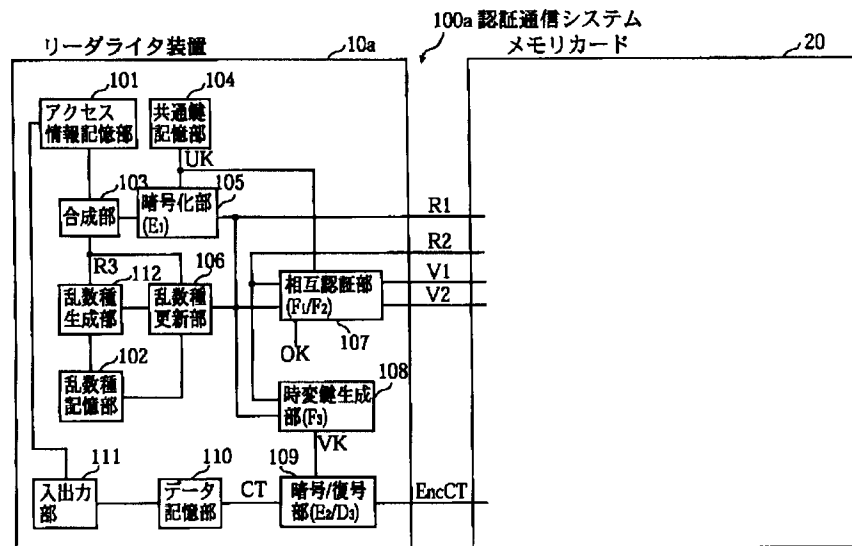 100a 認証通信システム
リーダライタ装置
10a
メモリカード
20
101
アクセス
情報記憶部
104
共通鍵
記憶部
UK
103
合成部
105
暗号化部
(E1)
R1
R2
R3
112
乱数種
生成部
106
乱数種
更新部
相互認証部
(F1/F2)
V1
V2
107
OK
102
乱数種
記憶部
108
時変鍵生成
部(F3)
VK
111
入出力
部
110
データ
記憶部
CT
109
暗号/復号
部(E2/D3)
EncCT